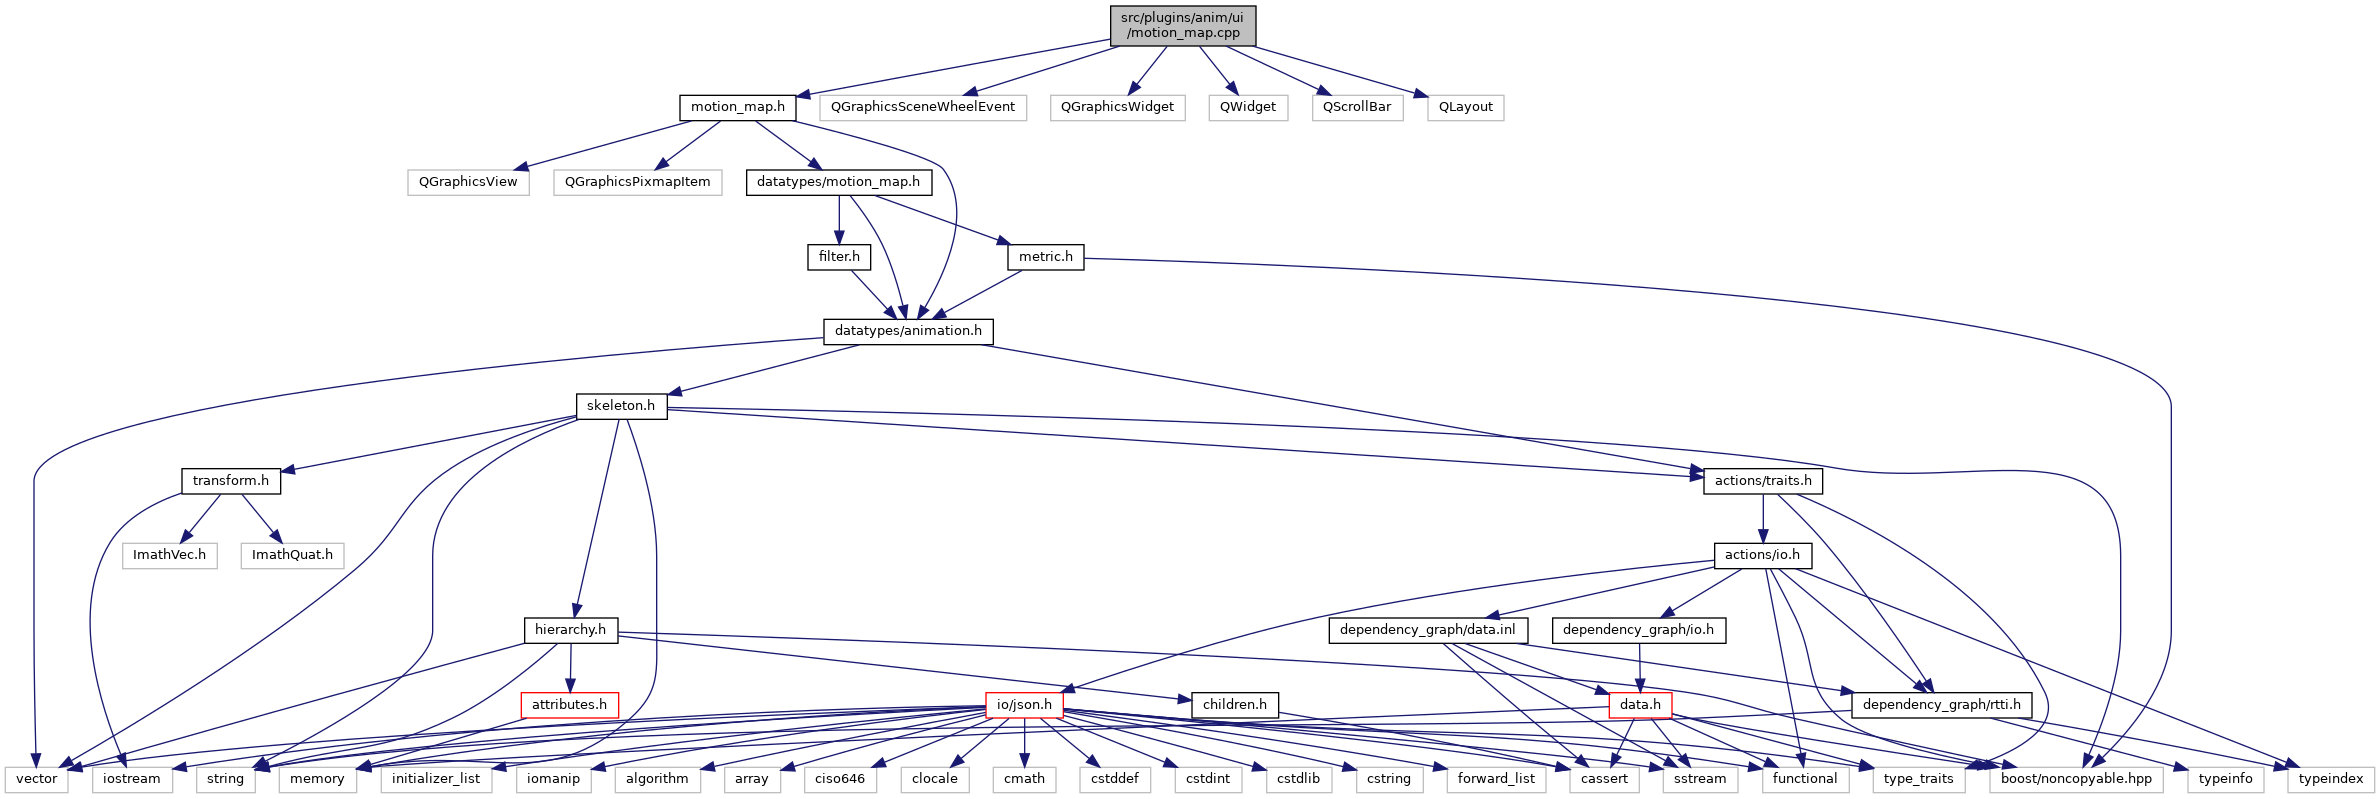 src/plugins/anim/ui
/motion_map.cpp
motion_map.h
QGraphicsSceneWheelEvent
QGraphicsWidget
QWidget
QScrollBar
QLayout
QGraphicsView
QGraphicsPixmapItem
datatypes/motion_map.h
filter.h
metric.h
datatypes/animation.h
skeleton.h
transform.h
actions/traits.h
ImathVec.h
ImathQuat.h
actions/io.h
hierarchy.h
dependency_graph/data.inl
dependency_graph/io.h
attributes.h
io/json.h
children.h
data.h
dependency_graph/rtti.h
vector
iostream
string
memory
initializer_list
iomanip
algorithm
array
ciso646
clocale
cmath
cstddef
cstdint
cstdlib
cstring
forward_list
cassert
sstream
functional
type_traits
boost/noncopyable.hpp
typeinfo
typeindex